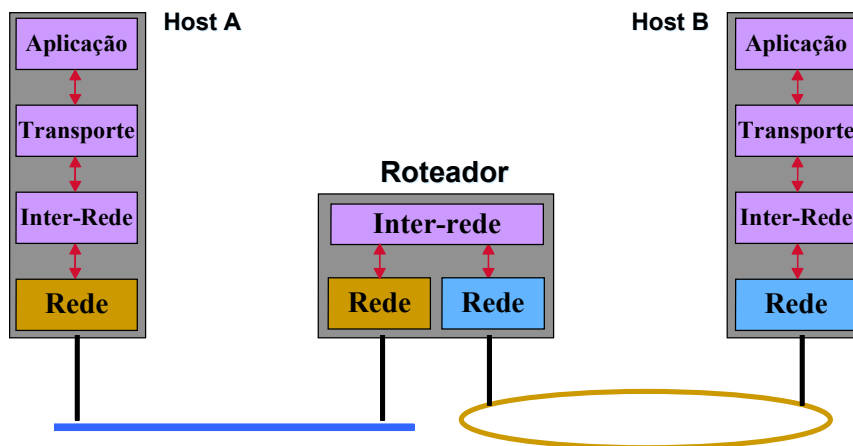 Host A
Aplicação
Transporte
Inter-Rede
Rede
Roteador
Inter-rede
Rede
Rede
Host B
Aplicação
Transporte
Inter-Rede
Rede